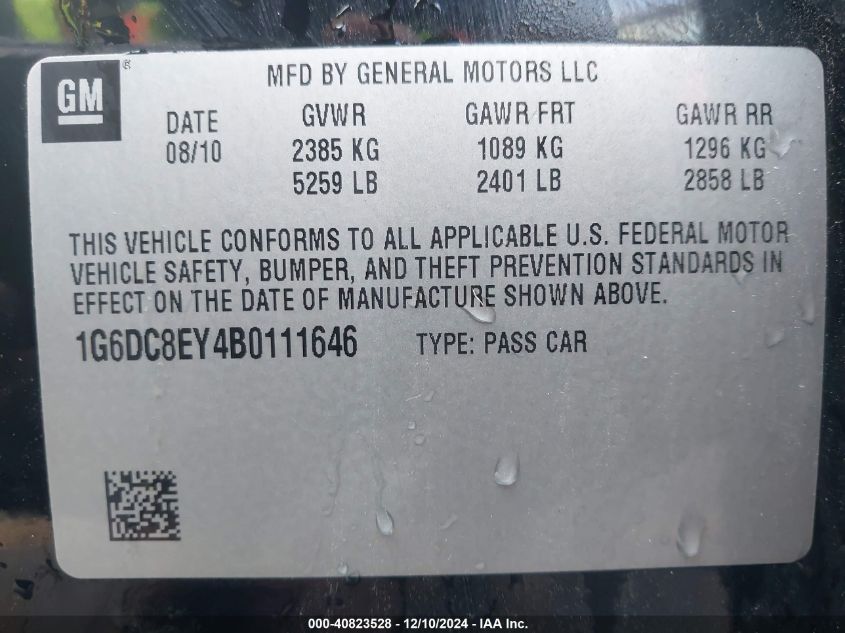 GM ®
MFD BY GENERAL MOTORS LLC
DATE GVWR GAWR FRT GAWR RR
08/10 2385 KG 1089 KG 1296 KG
5259 LB 2401 LB 2858 LB
THIS VEHICLE CONFORMS TO ALL APPLICABLE U.S. FEDERAL MOTOR
VEHICLE SAFETY, BUMPER, AND THEFT PREVENTION STANDARDS IN
EFFECT ON THE DATE OF MANUFACTURE SHOWN ABOVE.
1G6DC8EY4B0111646 TYPE: PASS CAR
000-40823528 - 12/10/2024 - IAA Inc.